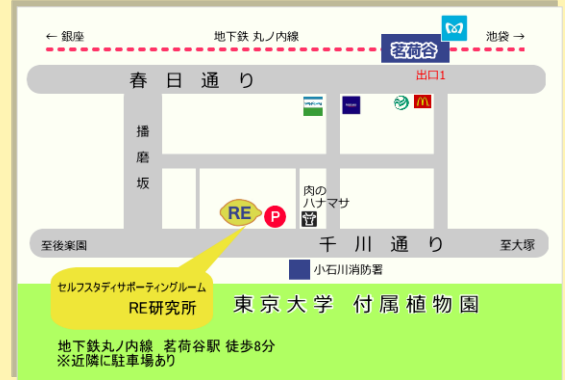 ← 銀座
地下鉄 丸ノ内線
茗荷谷
池袋 →
出口1
春日通り
播磨坂
肉の
ハナマサ
RE
P
至後楽園
千川通り
至大塚
小石川消防署
セルフスタディサポーティングルーム
RE研究所
東京大学 付属植物園
地下鉄丸ノ内線 茗荷谷駅 徒歩8分
※近隣に駐車場あり